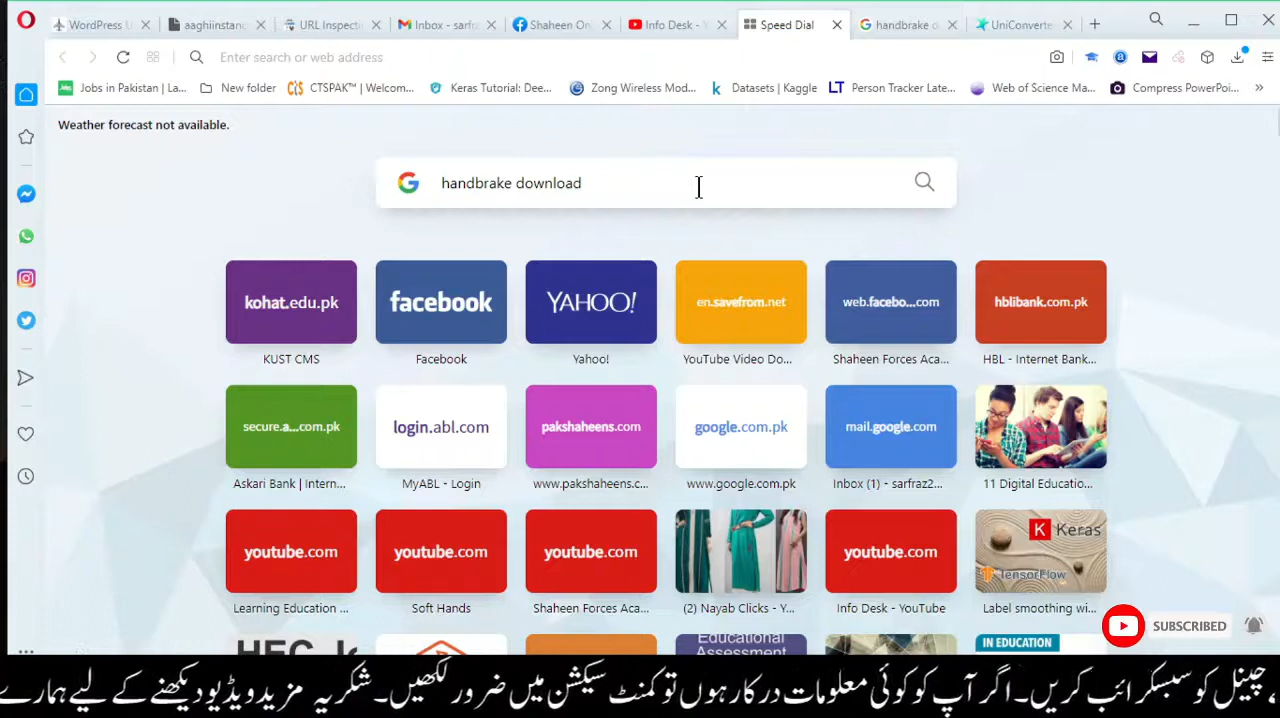 WordPress U
aaghiinstanc
URL Inspecti
Inbox - sarfraz
Shaheen On
Info Desk - Y
Speed Dial
handbrake d
UniConverte
Enter search or web address
Jobs in Pakistan | La...
New folder
CTSPAK™ | Welcom...
Keras Tutorial: Dee...
Zong Wireless Mod...
Datasets | Kaggle
LT Person Tracker Late...
Web of Science Ma...
Compress PowerPoi...
Weather forecast not available.
handbrake download
kohat.edu.pk
facebook
YAHOO!
en.savefrom.net
web.facebo...com
hblibank.com.pk
KUST CMS
Facebook
Yahoo!
YouTube Video Do...
Shaheen Forces Aca...
HBL - Internet Bank...
secure.a...com.pk
login.abl.com
pakshaheens.com
google.com.pk
mail.google.com
Askari Bank | Intern...
MyABL - Login
www.pakshaheens.c...
www.google.com.pk
Inbox (1) - sarfraz2...
11 Digital Educatio...
youtube.com
youtube.com
youtube.com
youtube.com
K Keras
TensorFlow
Learning Education ...
Soft Hands
Shaheen Forces Aca...
(2) Nayab Clicks - Y...
Info Desk - YouTube
Label smoothing wi...
SUBSCRIBED
Educational
Assessment
IN EDUCATION
چینل کو سبسکرائب کریں۔ اگر آپ کو کوئی معلومات درکار ہوں تو کمنٹ سیکشن میں ضرور لکھیں۔ شکریہ مزید ویڈیو دیکھنے کے لیے ہمارے